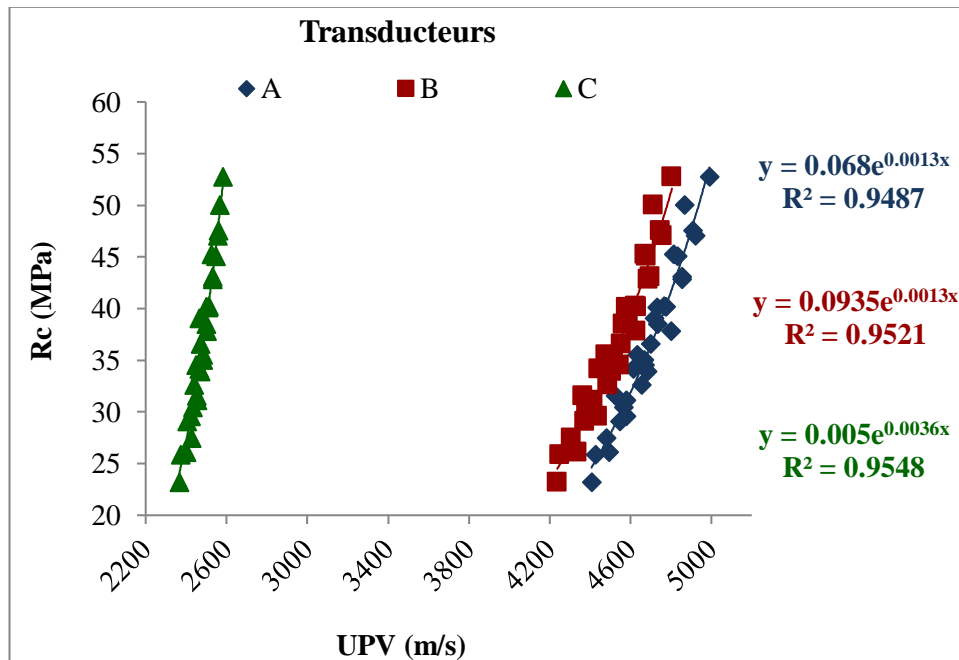 Transducteurs
A B C
60
55
50
45
40
35
30
25
20
Rc (MPa)
2200 2600 3000 3400 3800 4200 4600 5000
UPV (m/s)
y = 0.068e^0.0013x
R² = 0.9487
y = 0.0935e^0.0013x
R² = 0.9521
y = 0.005e^0.0036x
R² = 0.9548